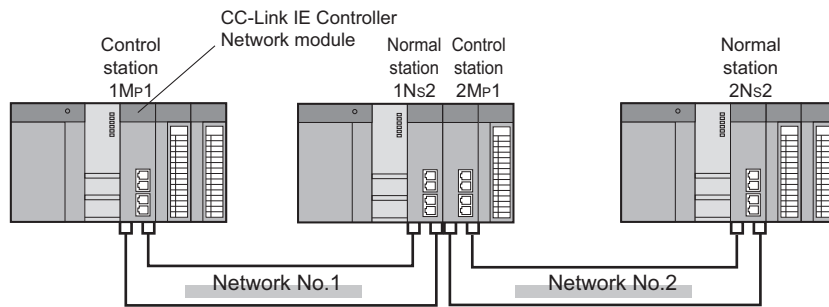 CC-Link IE Controller
Network module
Control
station
1MP1
Normal
station
1NS2
Control
station
2MP1
Normal
station
2NS2
Network No.1
Network No.2